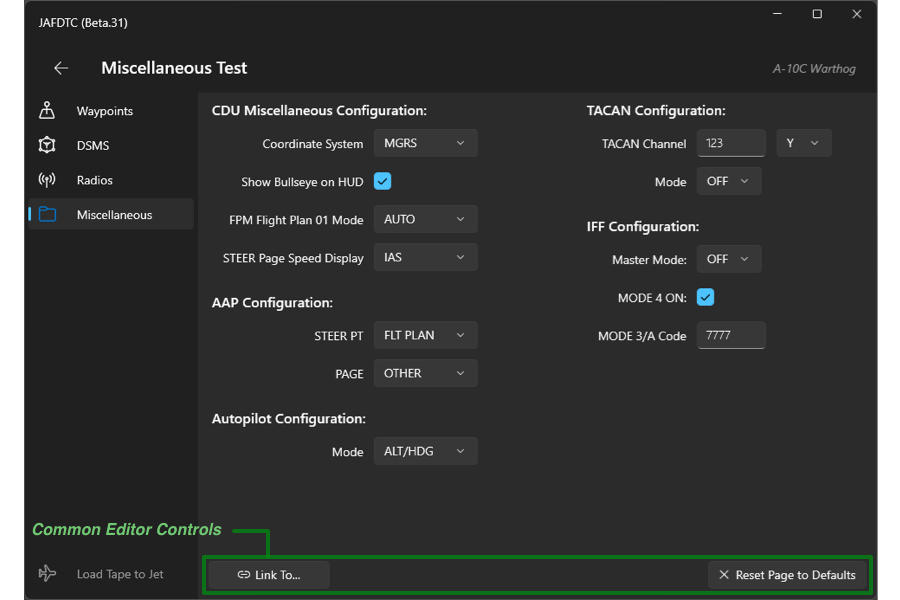 JAFDTC (Beta.31)
Miscellaneous Test
A-10C Warthog
Waypoints
DSMS
Radios
Miscellaneous
CDU Miscellaneous Configuration:
Coordinate System MGRS
Show Bullseye on HUD
FPM Flight Plan 01 Mode AUTO
STEER Page Speed Display IAS
AAP Configuration:
STEER PT FLT PLAN
PAGE OTHER
Autopilot Configuration:
Mode ALT/HDG
TACAN Configuration:
TACAN Channel 123 Y
Mode OFF
IFF Configuration:
Master Mode: OFF
MODE 4 ON:
MODE 3/A Code 7777
Common Editor Controls
Load Tape to Jet
Link To...
Reset Page to Defaults